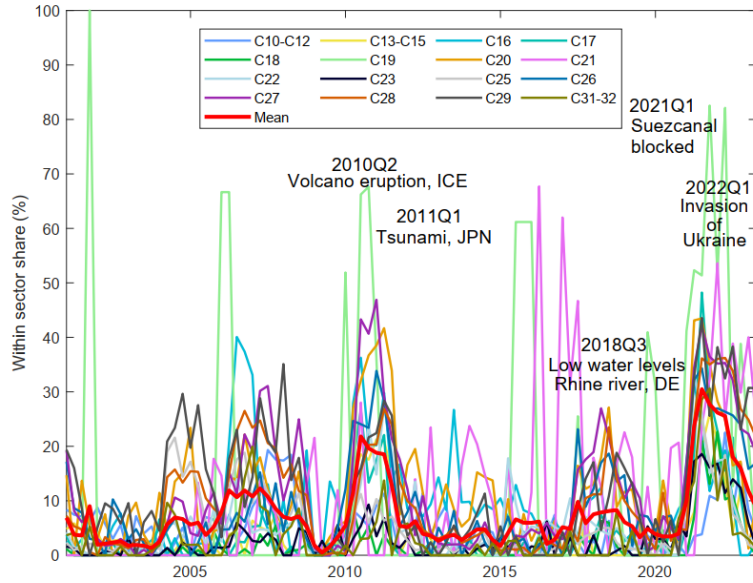 100
90
80
70
60
50
40
30
20
10
0
Within sector share (%)
2005
2010
2015
2020
C10-C12
C13-C15
C16
C17
C18
C19
C20
C21
C22
C23
C25
C26
C27
C28
C29
C31-32
Mean
2010Q2
Volcano eruption, ICE
2011Q1
Tsunami, JPN
2018Q3
Low water levels
Rhine river, DE
2021Q1
Suezcanal
blocked
2022Q1
Invasion
of
Ukraine